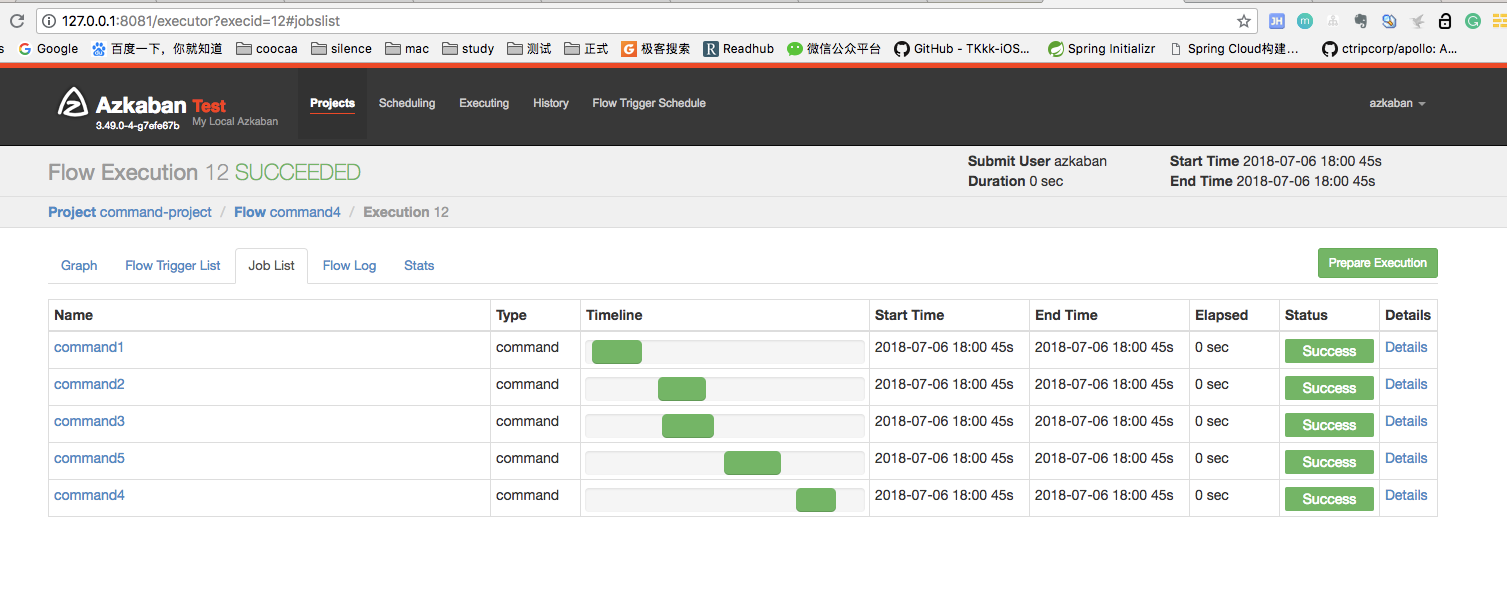 127.0.0.1:8081/executor?execid=12#jobslist
JH m
s Google 百度一下，你就知道 coocaa silence mac study 测试 正式 G 极客搜索 R Readhub 微信公众平台 GitHub - TKkk-iOS... Spring Initializr Spring Cloud构建... ctripcorp/apollo: A...
Azkaban Test
3.49.0-4-g7efe67b My Local Azkaban
Projects Scheduling Executing History Flow Trigger Schedule azkaban
Flow Execution 12 SUCCEEDED
Submit User azkaban Start Time 2018-07-06 18:00 45s
Duration 0 sec End Time 2018-07-06 18:00 45s
Project command-project / Flow command4 / Execution 12
Graph Flow Trigger List Job List Flow Log Stats Prepare Execution
Name Type Timeline Start Time End Time Elapsed Status Details
command1 command 2018-07-06 18:00 45s 2018-07-06 18:00 45s 0 sec Success Details
command2 command 2018-07-06 18:00 45s 2018-07-06 18:00 45s 0 sec Success Details
command3 command 2018-07-06 18:00 45s 2018-07-06 18:00 45s 0 sec Success Details
command5 command 2018-07-06 18:00 45s 2018-07-06 18:00 45s 0 sec Success Details
command4 command 2018-07-06 18:00 45s 2018-07-06 18:00 45s 0 sec Success Details